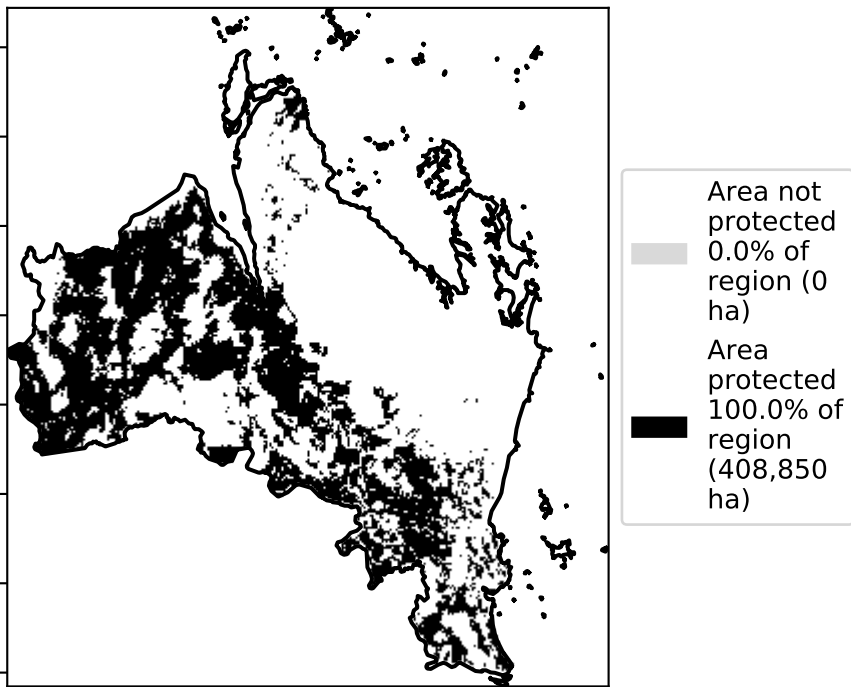 Area not
protected
0.0% of
region (0
ha)
Area
protected
100.0% of
region
(408,850
ha)